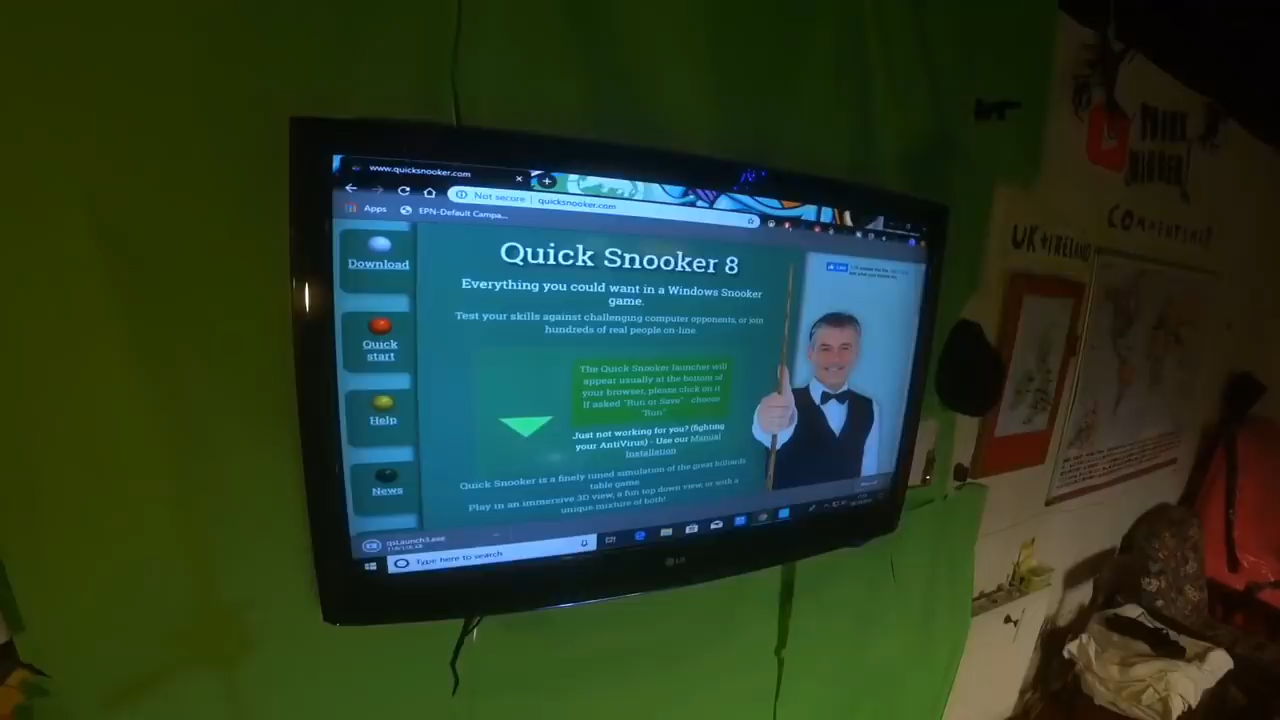 www.quicksnooker.com
Not secure | quicksnooker.com
Apps
EPN-Default Campa...
Download
Quick
start
Help
News
Quick Snooker 8
Everything you could want in a Windows Snooker
game.
Test your skills against challenging computer opponents, or join
hundreds of real people on-line.
The Quick Snooker launcher will
appear usually at the bottom of
your browser, please click on it
If asked "Run or Save" choose
"Run"
Just not working for you? (fighting
your AntiVirus) - Use our Manual
Installation
Quick Snooker is a finely tuned simulation of the great billiards
table game
Play in an immersive 3D view, a fun top down view, or with a
unique mixture of both!
Like
qsLaunch3.exe
Type here to search
LG
UK+IRELAND